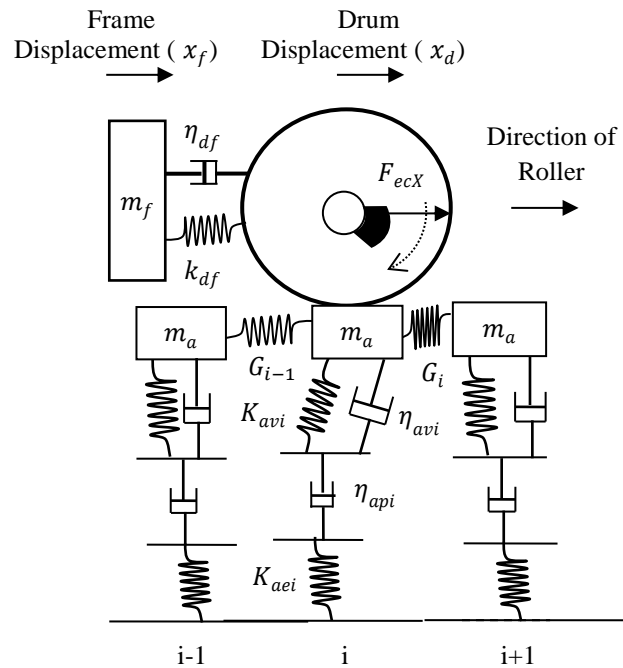 Frame
Displacement ( x_f)
Drum
Displacement ( x_d)
η_df
F_ecX
Direction of
Roller
m_f
k_df
m_a
m_a
m_a
G_{i−1}
G_i
K_avi
η_avi
η_api
K_aei
i-1
i
i+1